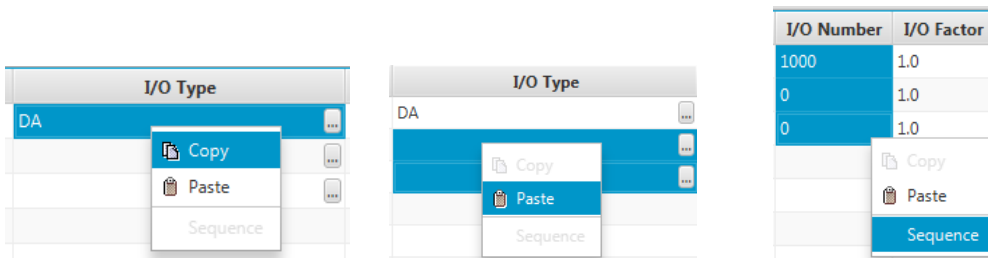 I/O Type
DA
...
Copy
...
Paste
...
Sequence
I/O Type
DA
...
...
Copy
...
Paste
Sequence
I/O Number I/O Factor
1000 1.0
0 1.0
0 1.0
Copy
Paste
Sequence